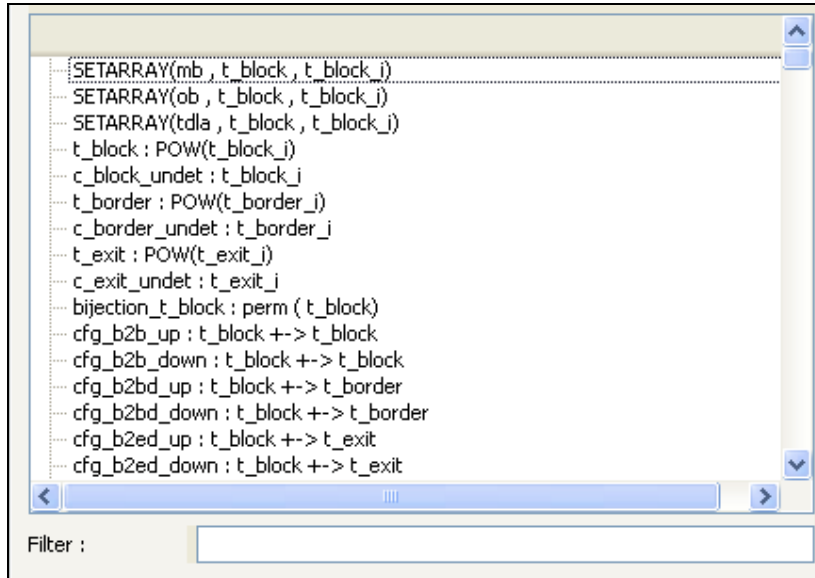 SETARRAY(mb , t_block , t_block_i)
SETARRAY(ob , t_block , t_block_i)
SETARRAY(tdla , t_block , t_block_i)
t_block : POW(t_block_i)
c_block_undet : t_block_i
t_border : POW(t_border_i)
c_border_undet : t_border_i
t_exit : POW(t_exit_i)
c_exit_undet : t_exit_i
bijection_t_block : perm ( t_block)
cfg_b2b_up : t_block +-> t_block
cfg_b2b_down : t_block +-> t_block
cfg_b2bd_up : t_block +-> t_border
cfg_b2bd_down : t_block +-> t_border
cfg_b2ed_up : t_block +-> t_exit
cfg_b2ed_down : t_block +-> t_exit
Filter :